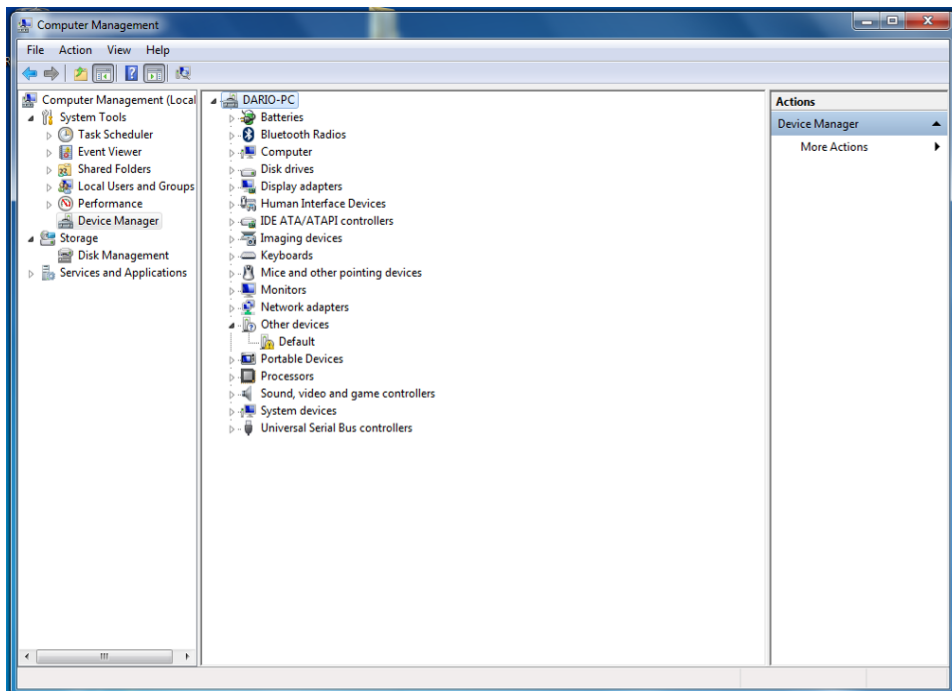 Computer Management
File Action View Help
Computer Management (Local
System Tools
Task Scheduler
Event Viewer
Shared Folders
Local Users and Groups
Performance
Device Manager
Storage
Disk Management
Services and Applications
DARIO-PC
Batteries
Bluetooth Radios
Computer
Disk drives
Display adapters
Human Interface Devices
IDE ATA/ATAPI controllers
Imaging devices
Keyboards
Mice and other pointing devices
Monitors
Network adapters
Other devices
Default
Portable Devices
Processors
Sound, video and game controllers
System devices
Universal Serial Bus controllers
Actions
Device Manager
More Actions